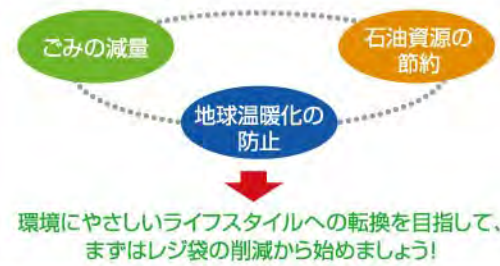 ごみの減量
石油資源の
節約
地球温暖化の
防止
環境にやさしいライフスタイルへの転換を目指して、
まずはレジ袋の削減から始めましょう!